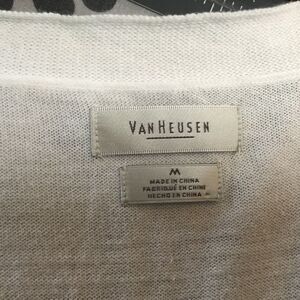 VAN HEUSEN
M
MADE IN CHINA
FABRIQUÉ EN CHINE
HECHO EN CHINA